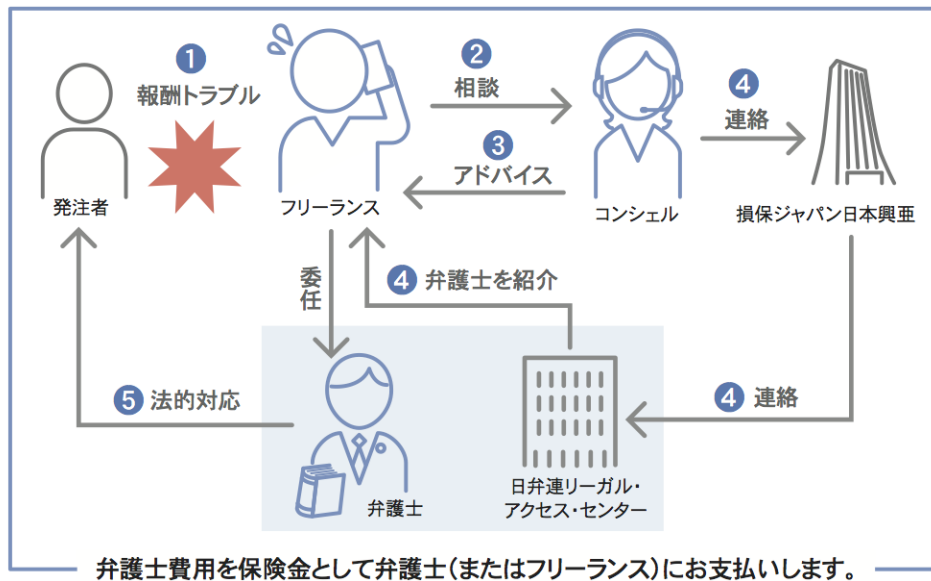 ❶
報酬トラブル
❷
相談
❸
アドバイス
❹
連絡
発注者
フリーランス
コンシェル
損保ジャパン日本興亜
委任
❹ 弁護士を紹介
❺ 法的対応
❹ 連絡
弁護士
日弁連リーガル・
アクセス・センター
弁護士費用を保険金として弁護士(またはフリーランス)にお支払いします。